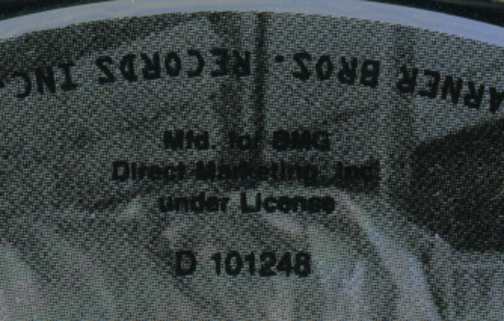 ARNER BROS. RECORDS INC.
Mfd. for BMG
Direct Marketing, Inc.
under License
D 101248